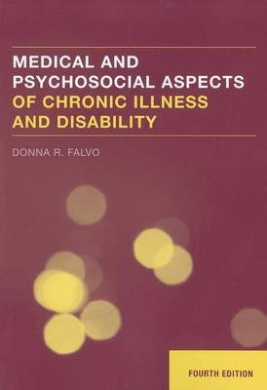 MEDICAL AND
PSYCHOSOCIAL ASPECTS
OF CHRONIC ILLNESS
AND DISABILITY
DONNA R. FALVO
FOURTH EDITION